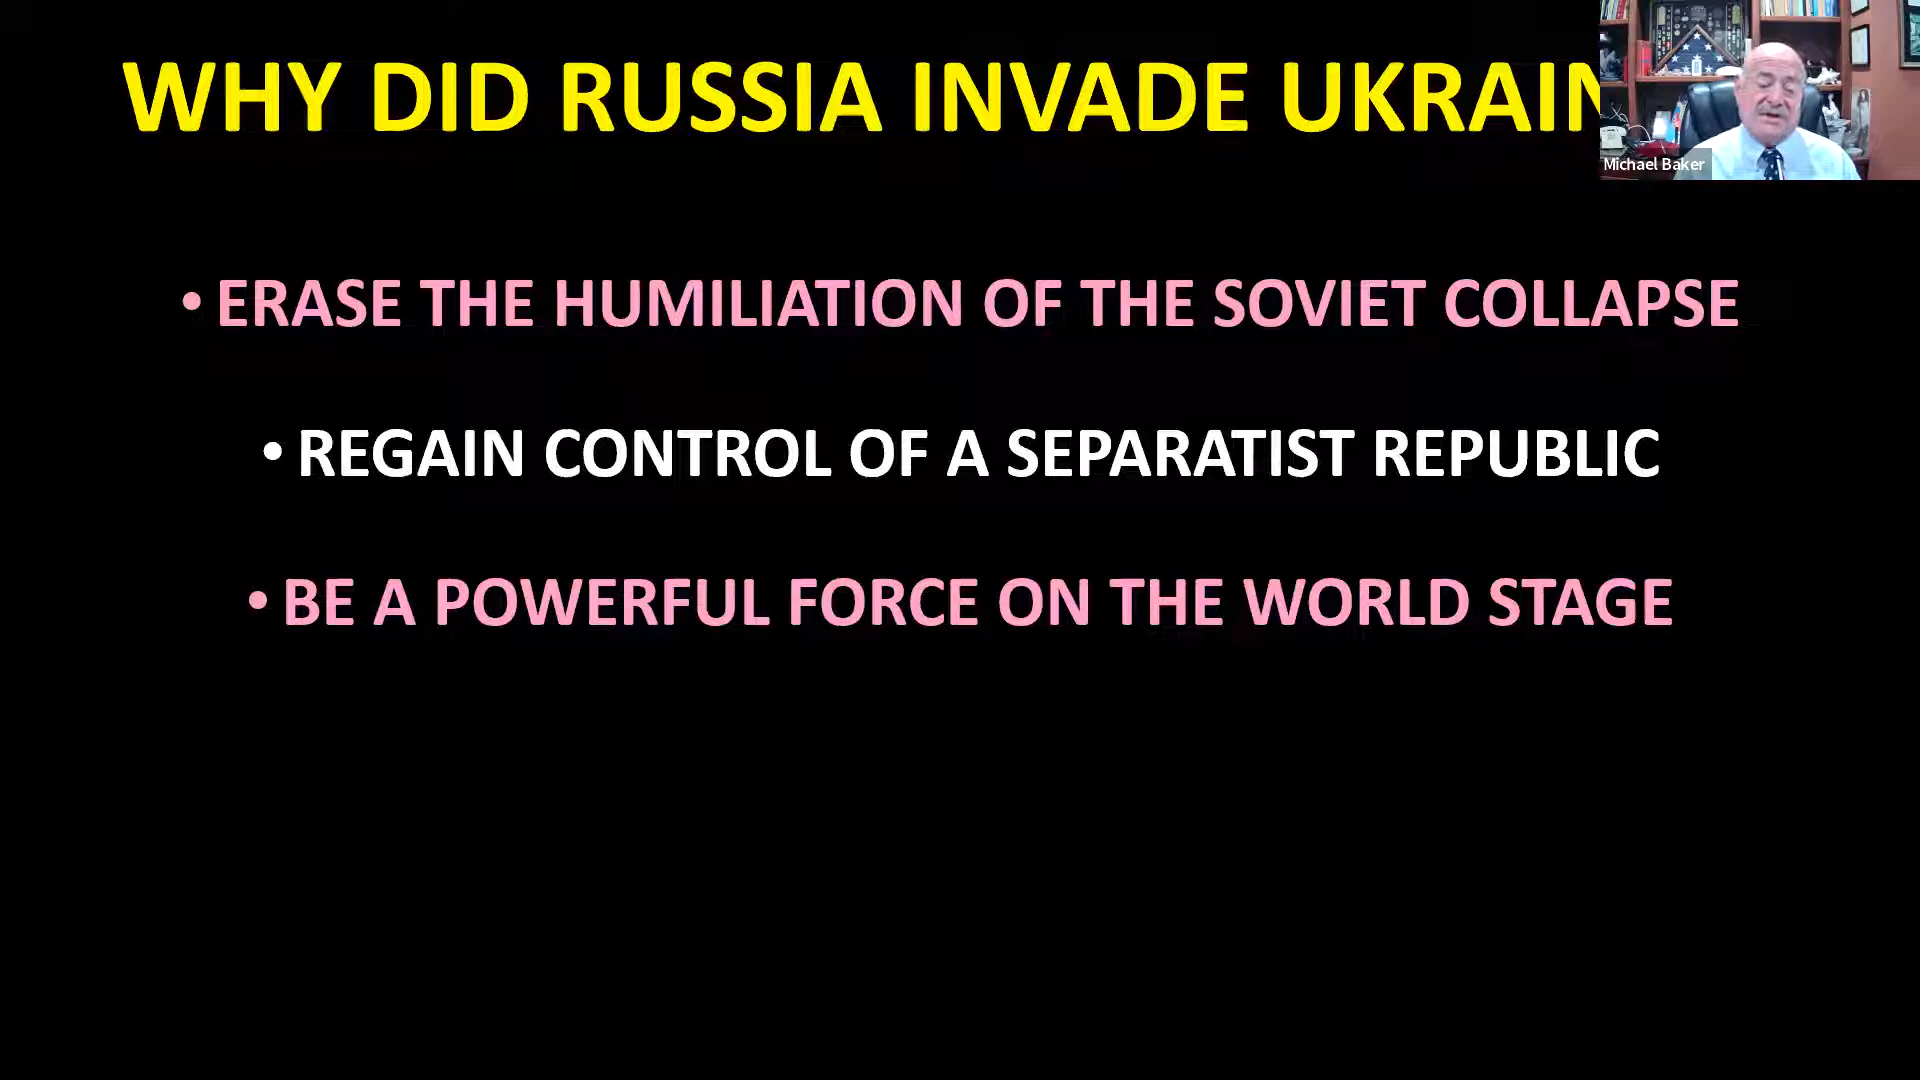 WHY DID RUSSIA INVADE UKRAIN
Michael Baker
• ERASE THE HUMILIATION OF THE SOVIET COLLAPSE
• REGAIN CONTROL OF A SEPARATIST REPUBLIC
• BE A POWERFUL FORCE ON THE WORLD STAGE